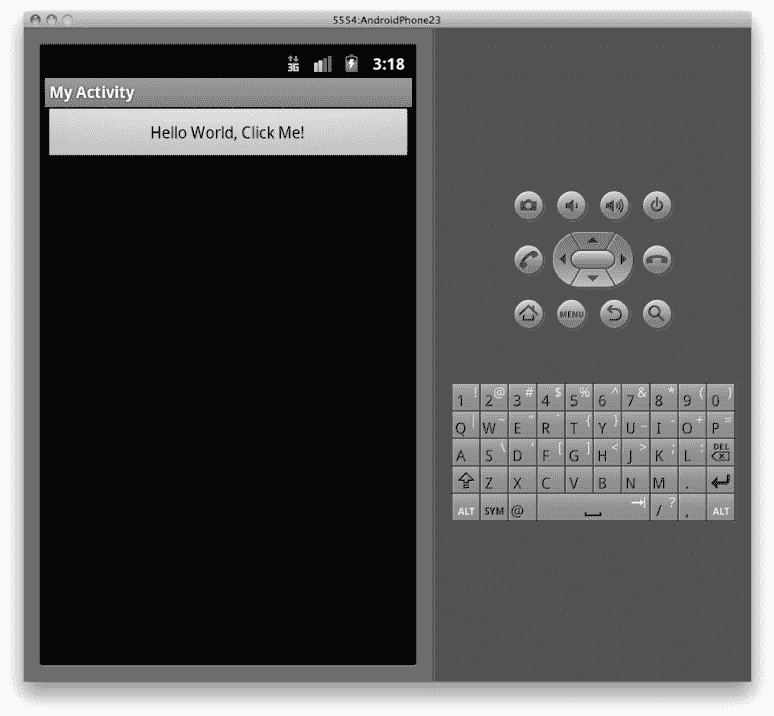 5554:AndroidPhone23
3G 3:18
My Activity
Hello World, Click Me!
MENU
1 ! 2 @ 3 # 4 $ 5 % 6 ^ 7 & 8 * 9 ( 0 )
Q | W ~ E " R ` T { Y } U _ I - O + P =
A S \ D ' F [ G ] H < J > K ; L : DEL
Z X C V B N M .
ALT SYM @ / ? , ALT